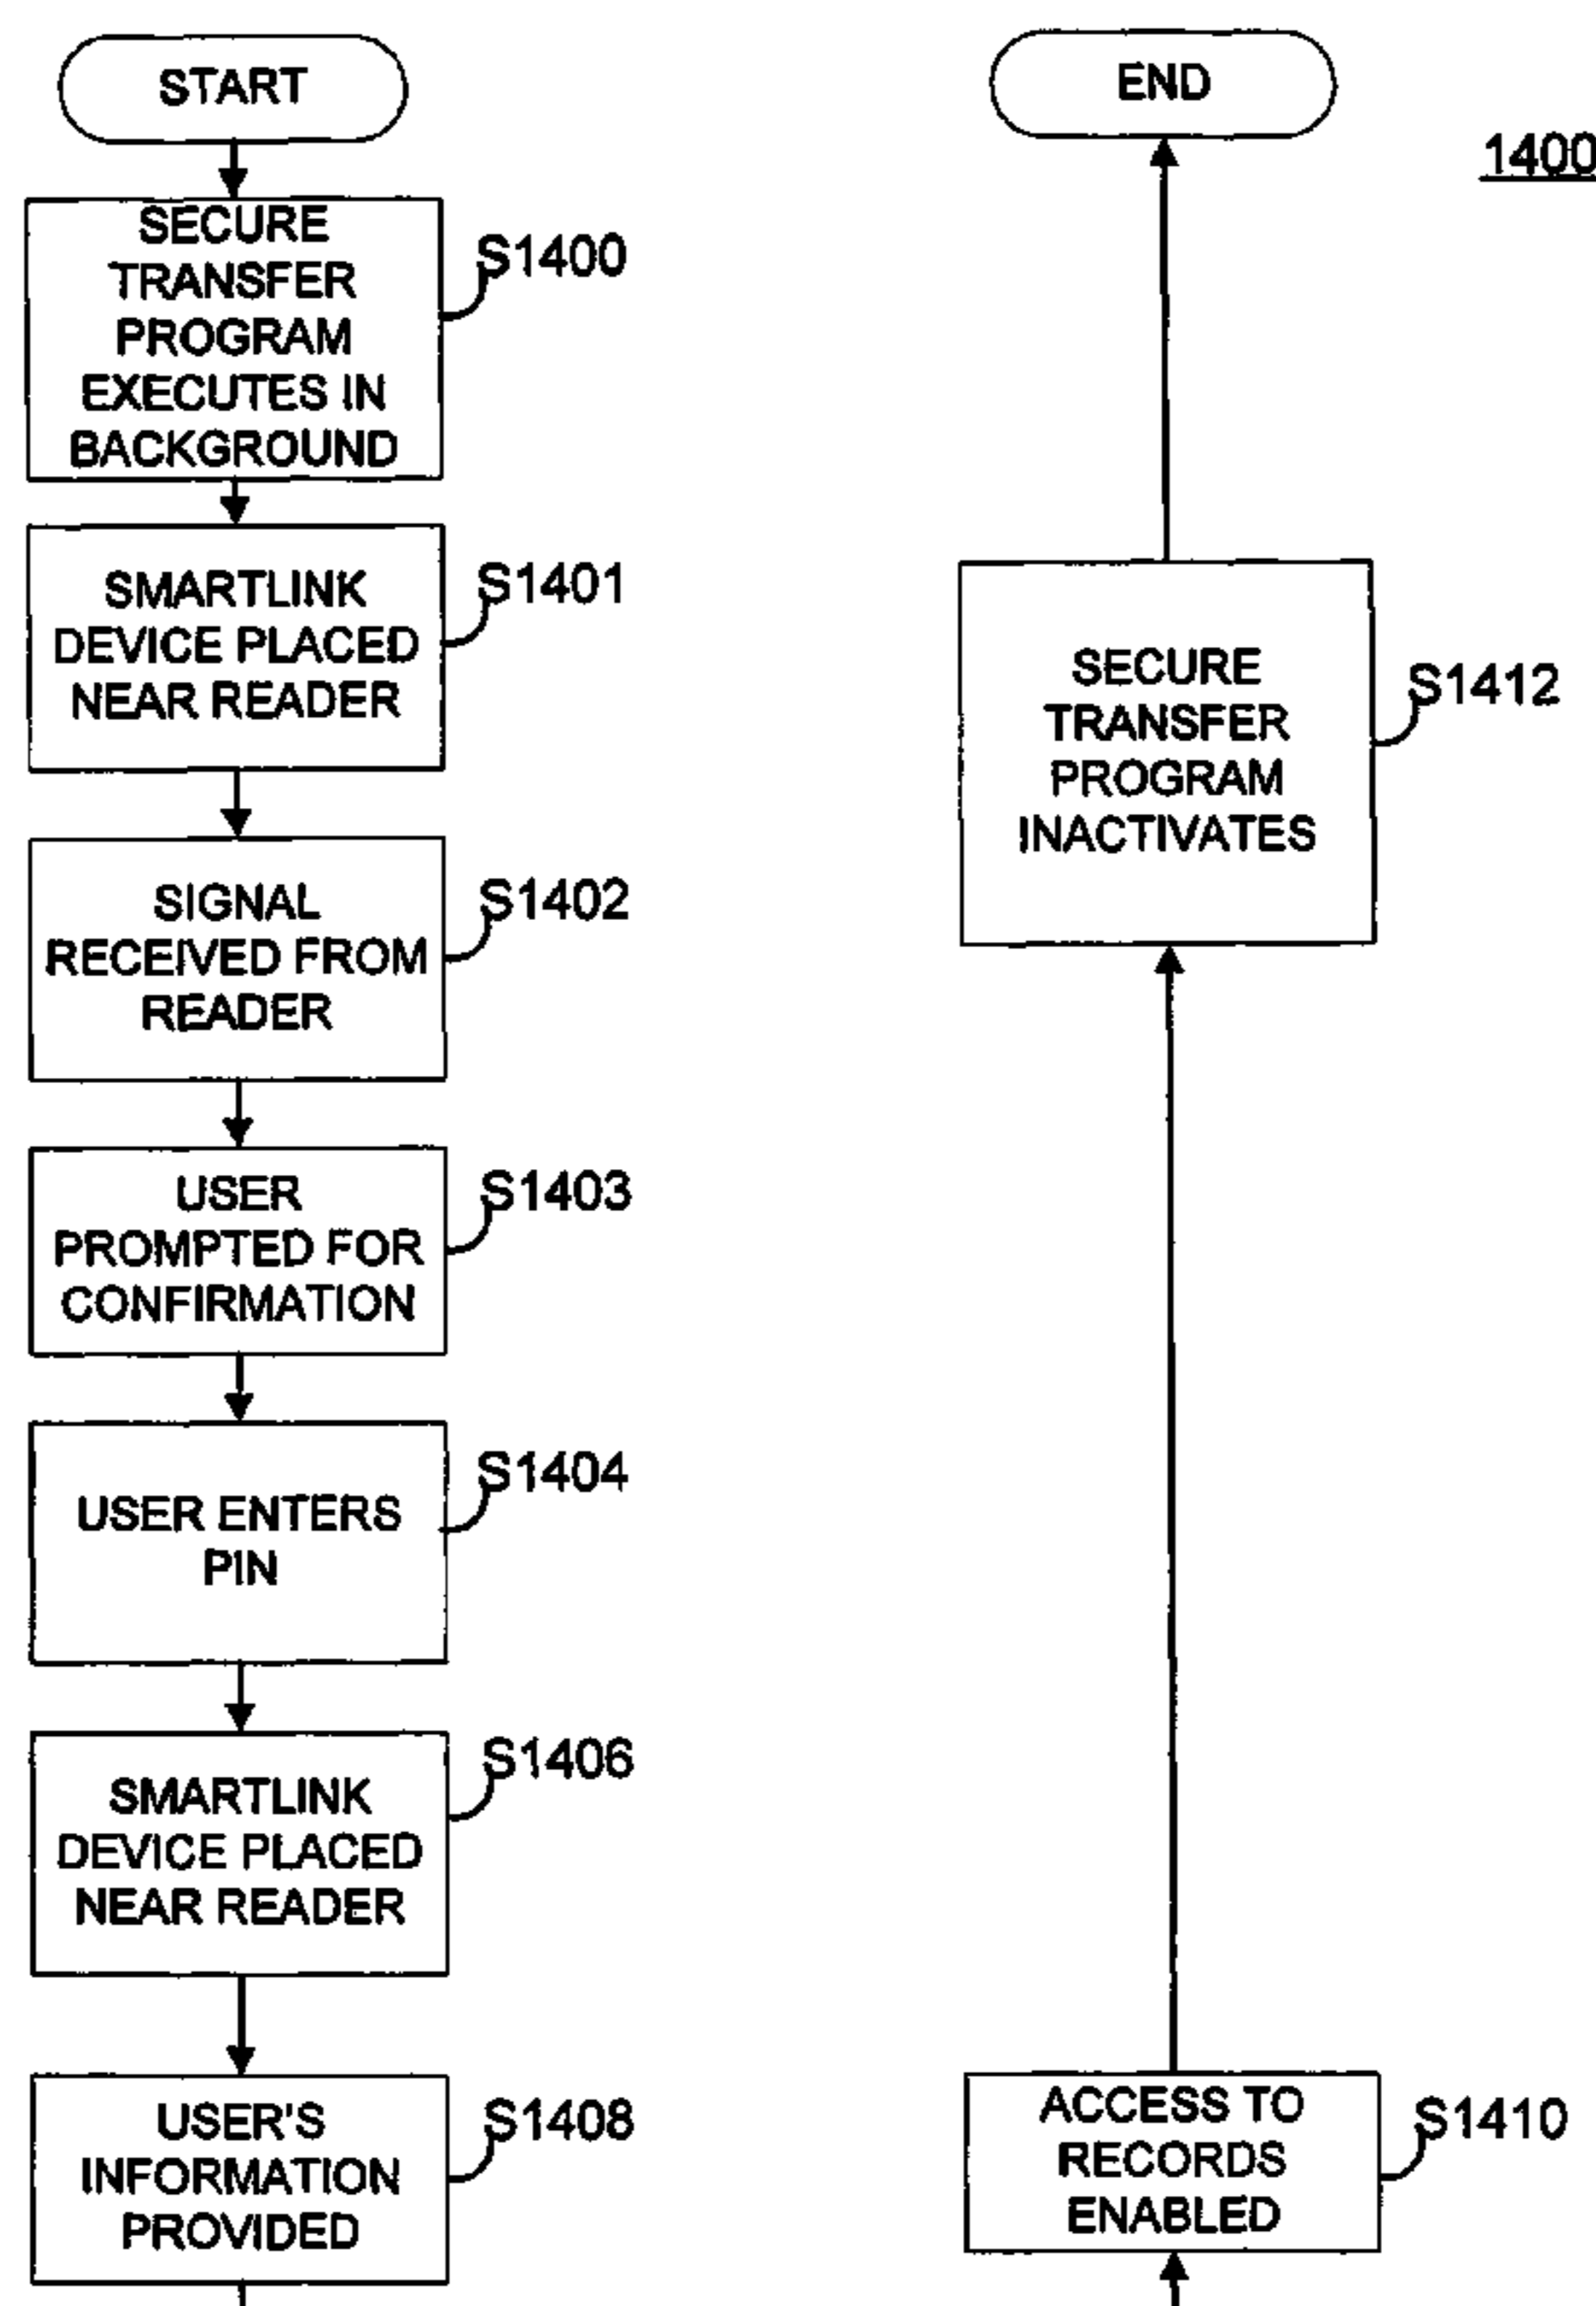 START
SECURE
TRANSFER
PROGRAM
EXECUTES IN
BACKGROUND
S1400
SMARTLINK
DEVICE PLACED
NEAR READER
S1401
SIGNAL
RECEIVED FROM
READER
S1402
USER
PROMPTED FOR
CONFIRMATION
S1403
USER ENTERS
PIN
S1404
SMARTLINK
DEVICE PLACED
NEAR READER
S1406
USER'S
INFORMATION
PROVIDED
S1408
ACCESS TO
RECORDS
ENABLED
S1410
SECURE
TRANSFER
PROGRAM
INACTIVATES
S1412
END
1400